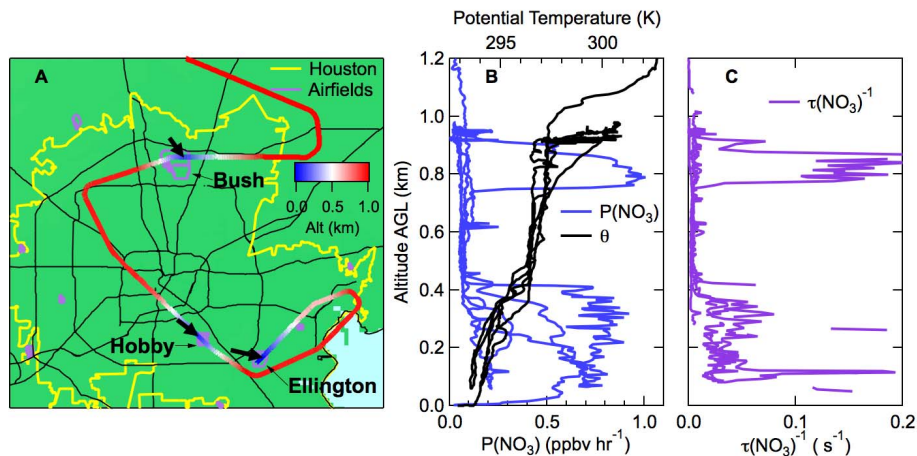 A
Houston
Airfields
Bush
0.0
1.0
Alt (km)
Hobby
Ellington
Potential Temperature (K)
295
300
B
1.2
1.0
0.8
0.6
0.4
0.2
0.0
Altitude AGL (km)
P(NO₃)
θ
0.0
0.5
1.0
P(NO₃) (ppbv hr⁻¹)
C
τ(NO₃)⁻¹
0.0
0.1
0.2
τ(NO₃)⁻¹ ( s⁻¹)